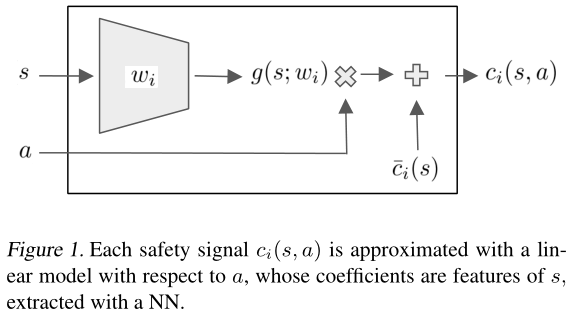 s
w_i
g(s; w_i)
c_i(s, a)
a
c̄_i(s)
Figure 1. Each safety signal c_i(s, a) is approximated with a lin-
ear model with respect to a, whose coefficients are features of s,
extracted with a NN.